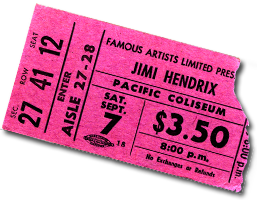 SEC. 27
ROW 41
SEAT 12
ENTER
AISLE 27-28
FAMOUS ARTISTS LIMITED PRES
JIMI HENDRIX
PACIFIC COLISEUM
SAT.
SEPT.
7
18
$3.50
8:00 p.m.
No Exchanges or Refunds